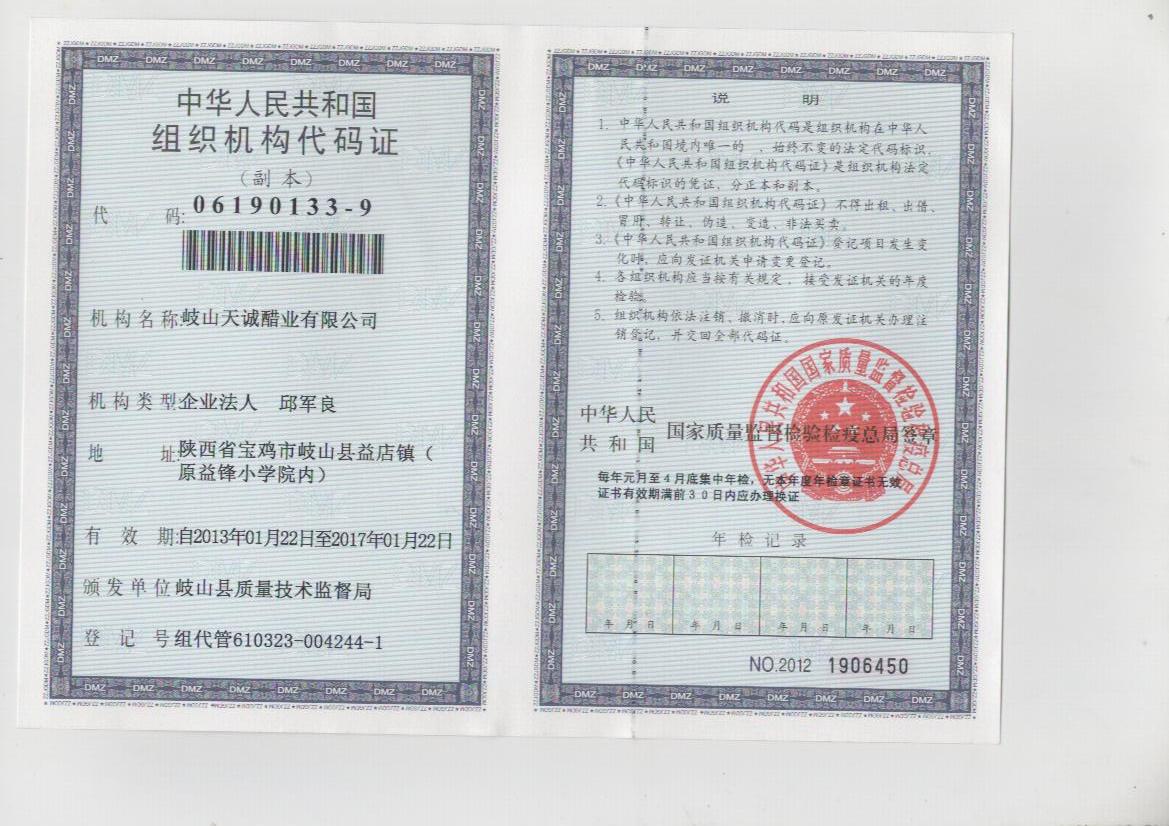 中华人民共和国
组织机构代码证
（副本）
代 码: 06190133-9
机构名称:岐山天诚醋业有限公司
机构类型:企业法人 邱军良
地 址:陕西省宝鸡市岐山县益店镇（
原益锋小学院内）
有 效 期:自2013年01月22日至2017年01月22日
颁发单位 岐山县质量技术监督局
登 记 号 组代管610323-004244-1
说 明
1. 中华人民共和国组织机构代码是组织机构在中华人
民共和国境内唯一的 、始终不变的法定代码标识，
《中华人民共和国组织机构代码证》是组织机构法定
代码标识的凭证，分正本和副本。
2.《中华人民共和国组织机构代码证》不得出租、出借、
冒用、转让、伪造、变造、非法买卖。
3.《中华人民共和国组织机构代码证》登记项目发生变
化时，应向发证机关申请变更登记。
4. 各组织机构应当按有关规定，接受发证机关的年度
检验。
5. 组织机构依法注销、撤消时，应向原发证机关办理注
销登记，并交回全部代码证。
中华人民
共 和 国 国家质量监督检验检疫总局签章
每年元月至4月底集中年检，无本年度年检章证书无效
证书有效期满前30日内应办理换证
年检记录
年 月 日 年 月 日 年 月 日 年 月 日
NO.2012 1906450